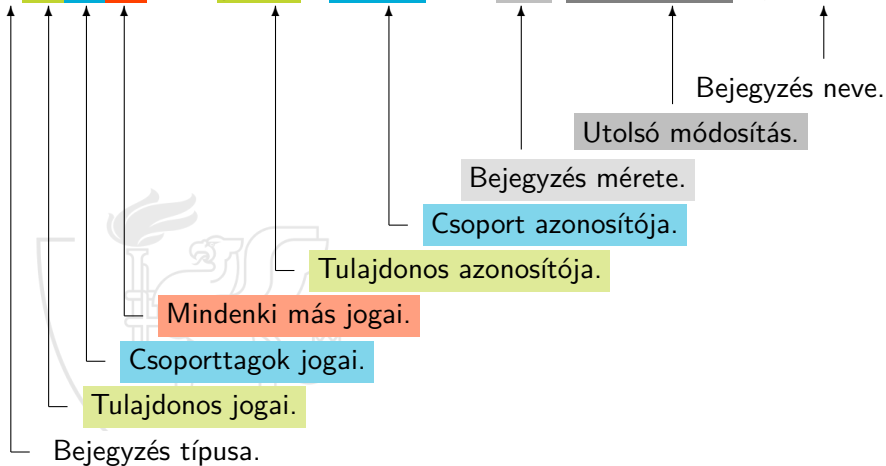 Bejegyzés neve.
Utolsó módosítás.
Bejegyzés mérete.
Csoport azonosítója.
Tulajdonos azonosítója.
Mindenki más jogai.
Csoporttagok jogai.
Tulajdonos jogai.
Bejegyzés típusa.